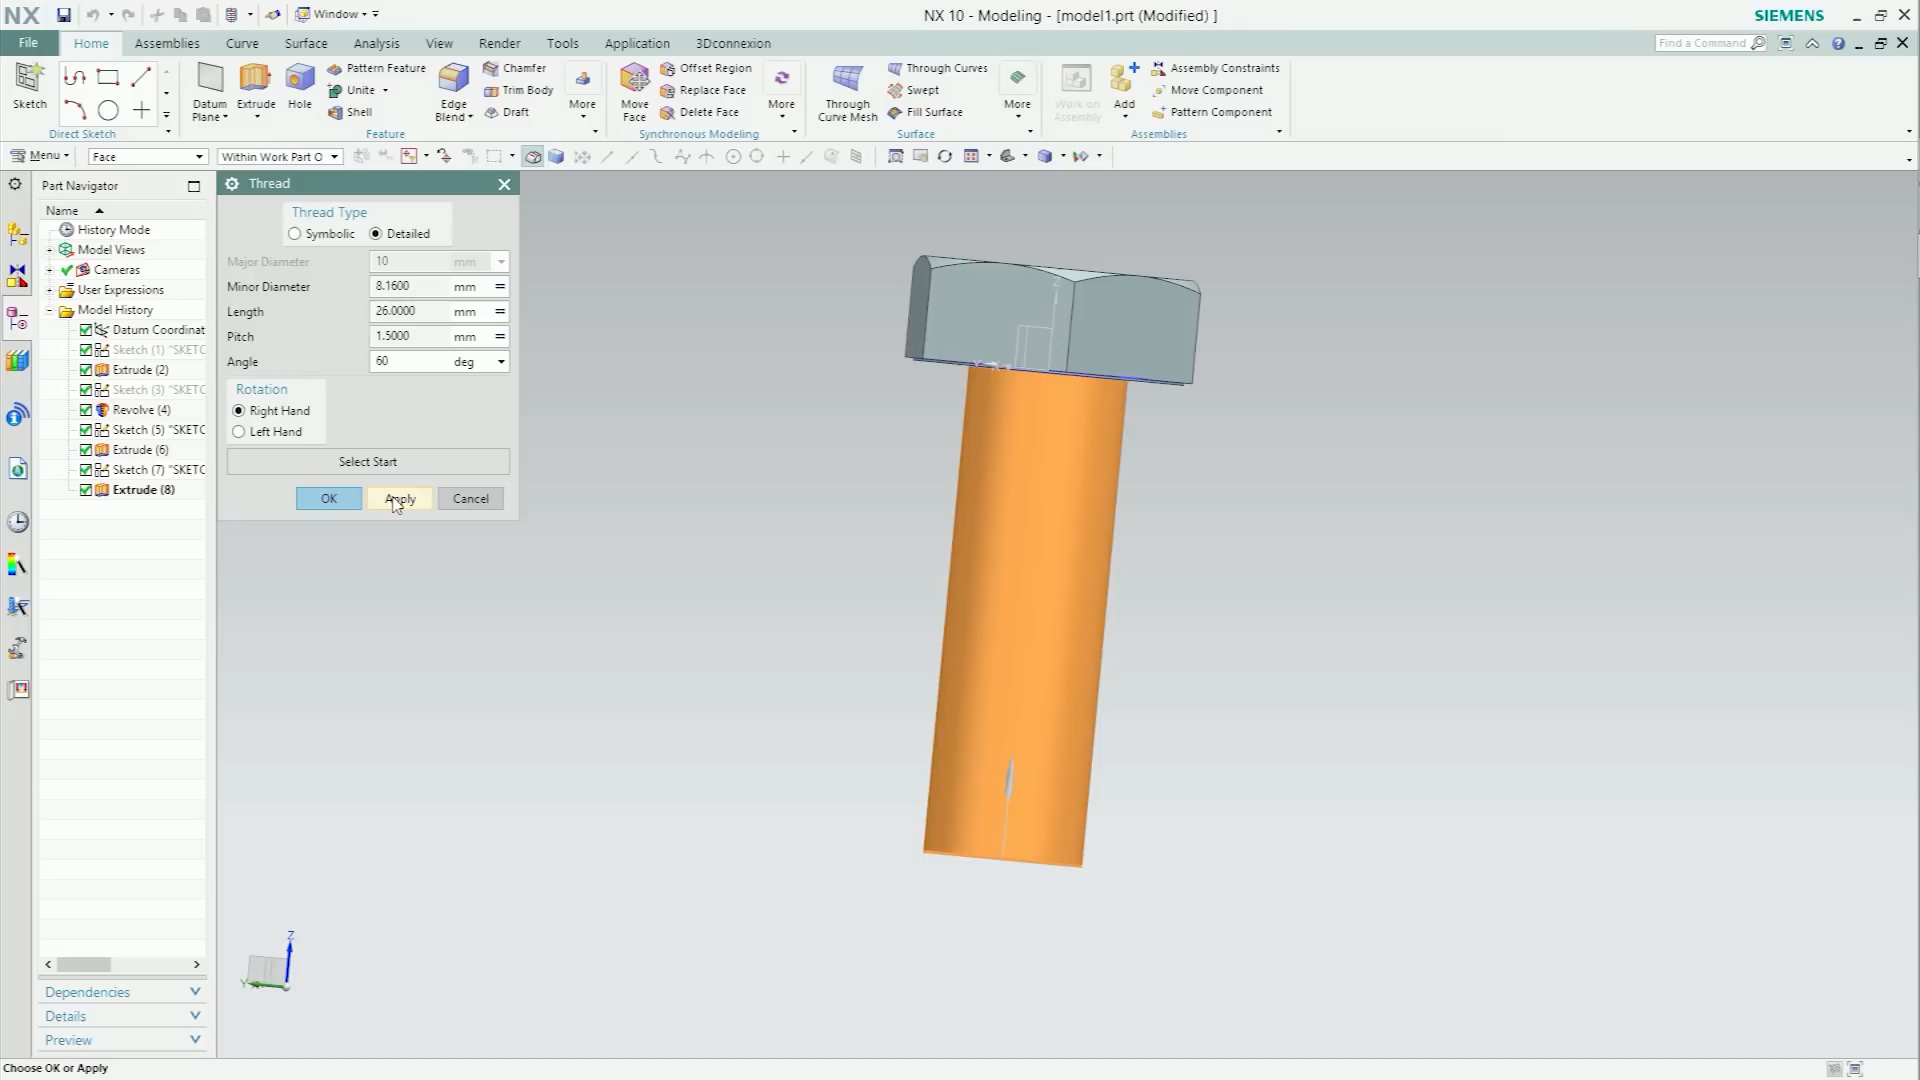 NX
Window
NX 10 - Modeling - [model1.prt (Modified) ]
SIEMENS
File
Home
Assemblies
Curve
Surface
Analysis
View
Render
Tools
Application
3Dconnexion
Find a Command
Sketch
Direct Sketch
Datum Plane
Extrude
Hole
Pattern Feature
Unite
Shell
Edge Blend
Chamfer
Trim Body
Draft
More
Feature
Move Face
Offset Region
Replace Face
Delete Face
More
Synchronous Modeling
Through Curve Mesh
Through Curves
Swept
Fill Surface
More
Surface
Work on Assembly
Add
Assembly Constraints
Move Component
Pattern Component
Assemblies
Menu
Face
Within Work Part O
Part Navigator
Name
History Mode
Model Views
Cameras
User Expressions
Model History
Datum Coordinat
Sketch (1) "SKETC
Extrude (2)
Sketch (3) "SKETC
Revolve (4)
Sketch (5) "SKETC
Extrude (6)
Sketch (7) "SKETC
Extrude (8)
Dependencies
Details
Preview
Thread
Thread Type
Symbolic
Detailed
Major Diameter 10 mm
Minor Diameter 8.1600 mm =
Length 26.0000 mm =
Pitch 1.5000 mm =
Angle 60 deg
Rotation
Right Hand
Left Hand
Select Start
OK
Apply
Cancel
Z
Z
Y
Choose OK or Apply